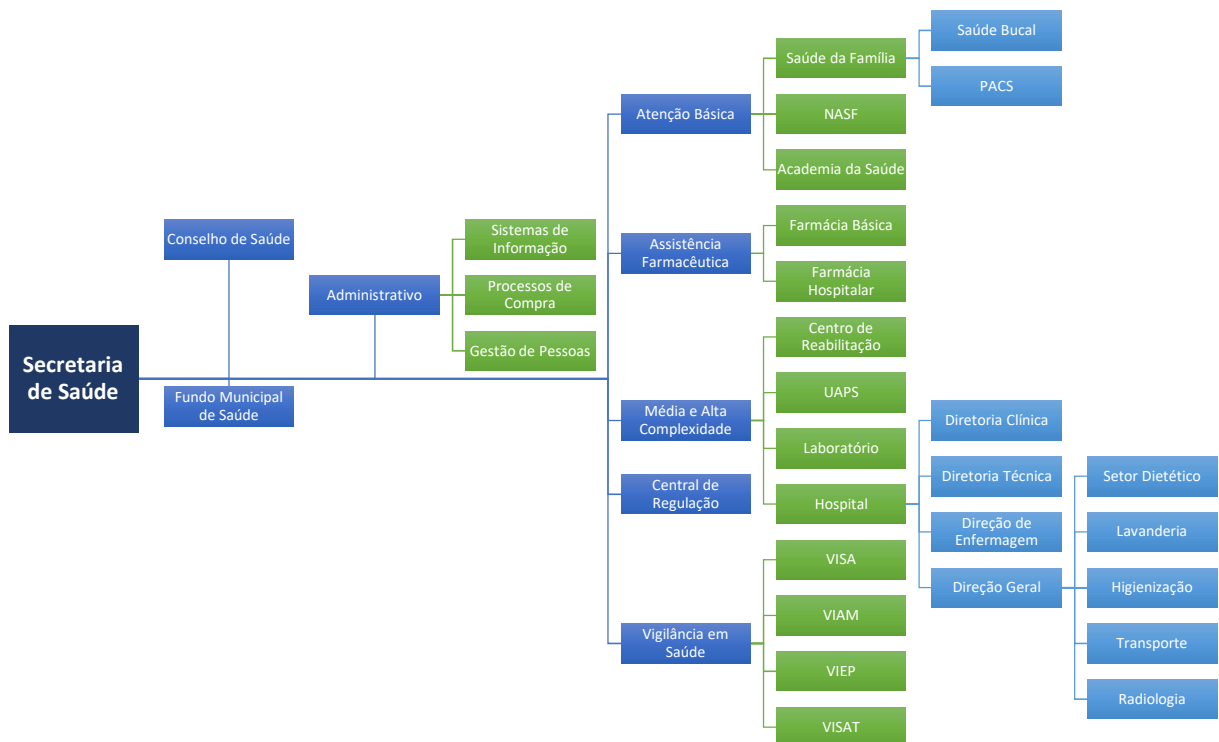 Secretaria
de Saúde
Conselho de Saúde
Fundo Municipal
de Saúde
Administrativo
Sistemas de
Informação
Processos de
Compra
Gestão de Pessoas
Atenção Básica
Saúde da Família
Saúde Bucal
PACS
NASF
Academia da Saúde
Assistência
Farmacêutica
Farmácia Básica
Farmácia
Hospitalar
Média e Alta
Complexidade
Centro de
Reabilitação
UAPS
Laboratório
Hospital
Diretoria Clínica
Diretoria Técnica
Direção de
Enfermagem
Direção Geral
Setor Dietético
Lavanderia
Higienização
Transporte
Radiologia
Central de
Regulação
Vigilância em
Saúde
VISA
VIAM
VIEP
VISAT